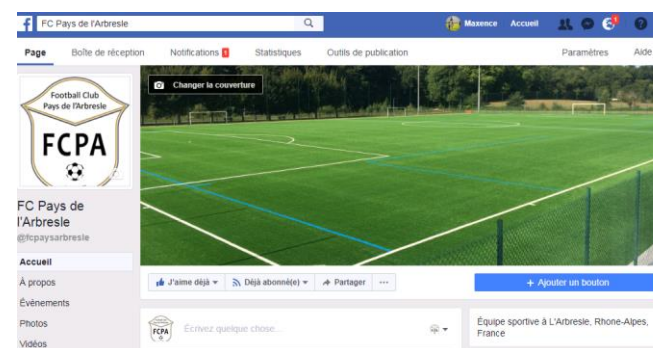 f FC Pays de l'Arbresle Maxence Accueil
Page Boîte de réception Notifications 1 Statistiques Outils de publication Paramètres Aide
Changer la couverture
Football Club
Pays de l'Arbresle
FCPA
FC Pays de
l'Arbresle
@fcpaysarbresle
J'aime déjà Déjà abonné(e) Partager ... + Ajouter un bouton
Accueil
À propos
Évènements
Photos
Vidéos
FCPA
Écrivez quelque chose...
Équipe sportive à L'Arbresle, Rhone-Alpes,
France